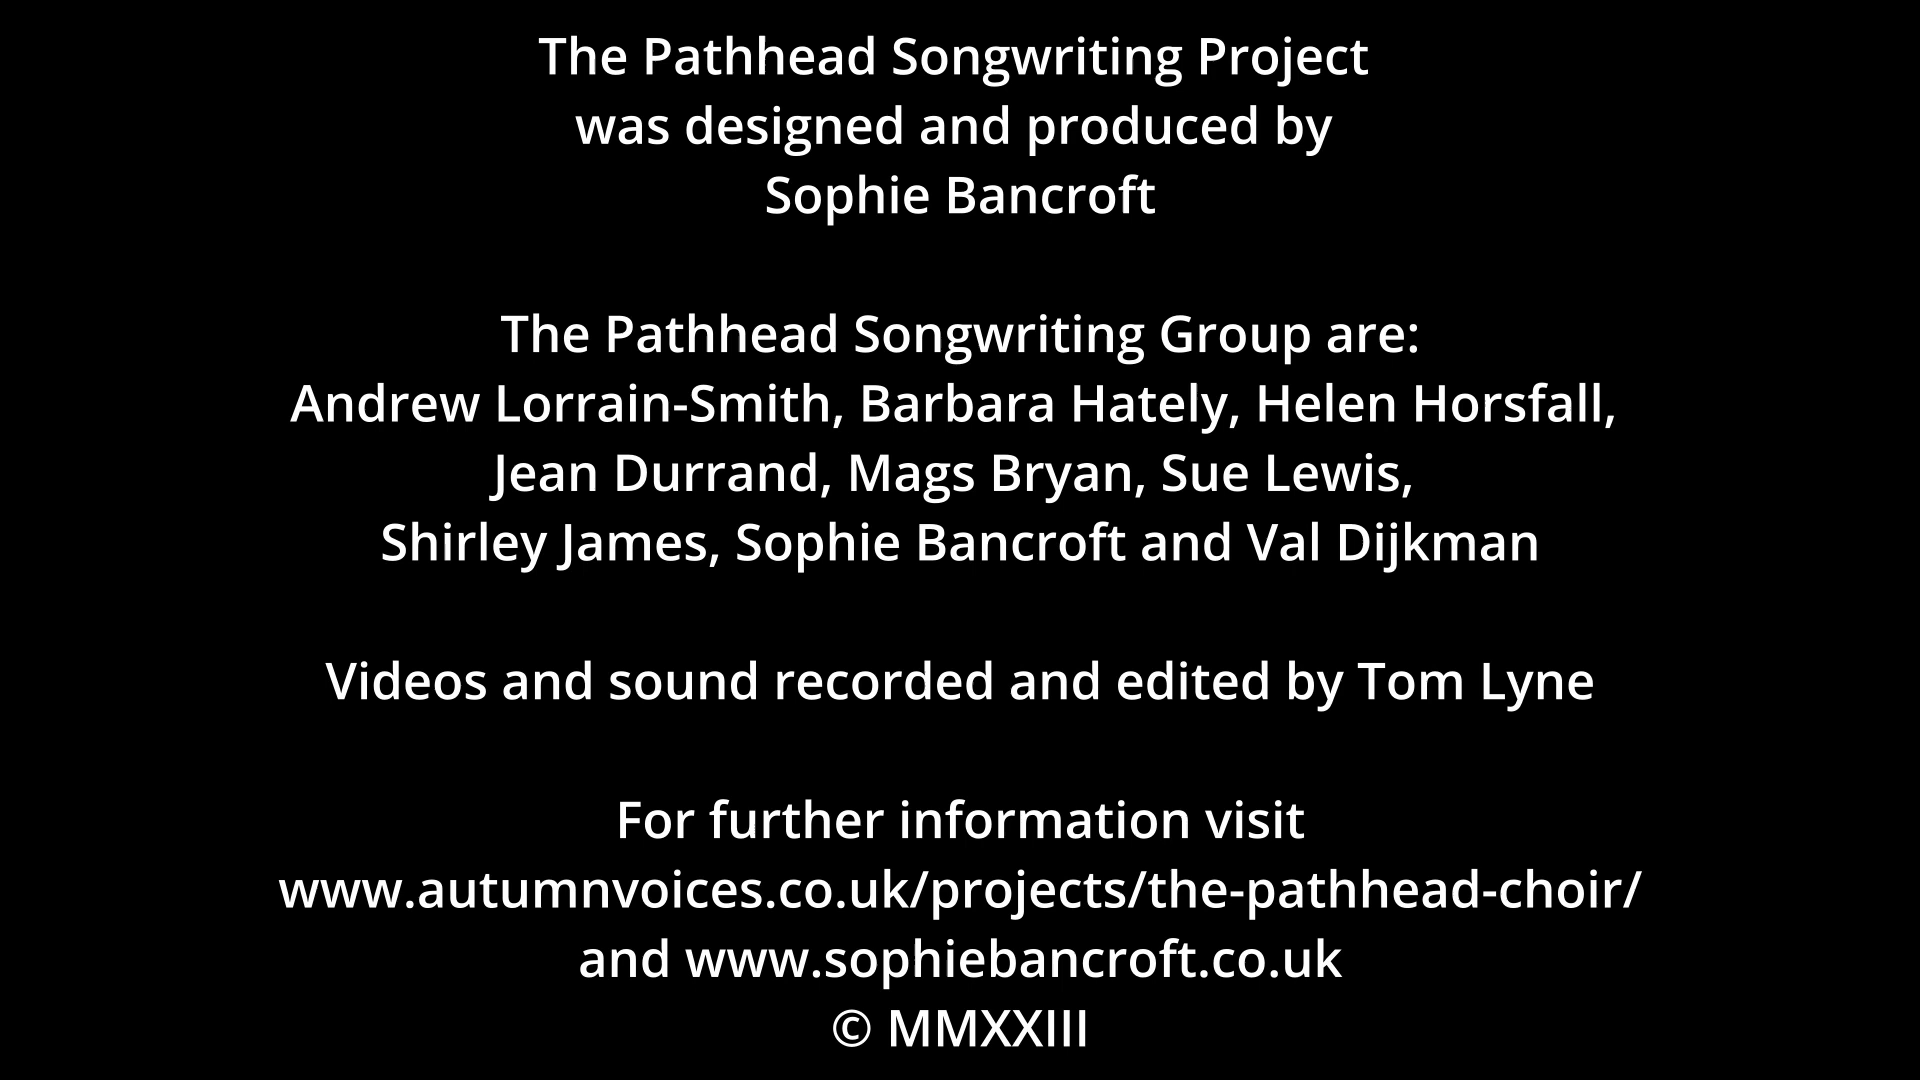 The Pathhead Songwriting Project
was designed and produced by
Sophie Bancroft
The Pathhead Songwriting Group are:
Andrew Lorrain-Smith, Barbara Hately, Helen Horsfall,
Jean Durrand, Mags Bryan, Sue Lewis,
Shirley James, Sophie Bancroft and Val Dijkman
Videos and sound recorded and edited by Tom Lyne
For further information visit
www.autumnvoices.co.uk/projects/the-pathhead-choir/
and www.sophiebancroft.co.uk
© MMXXIII